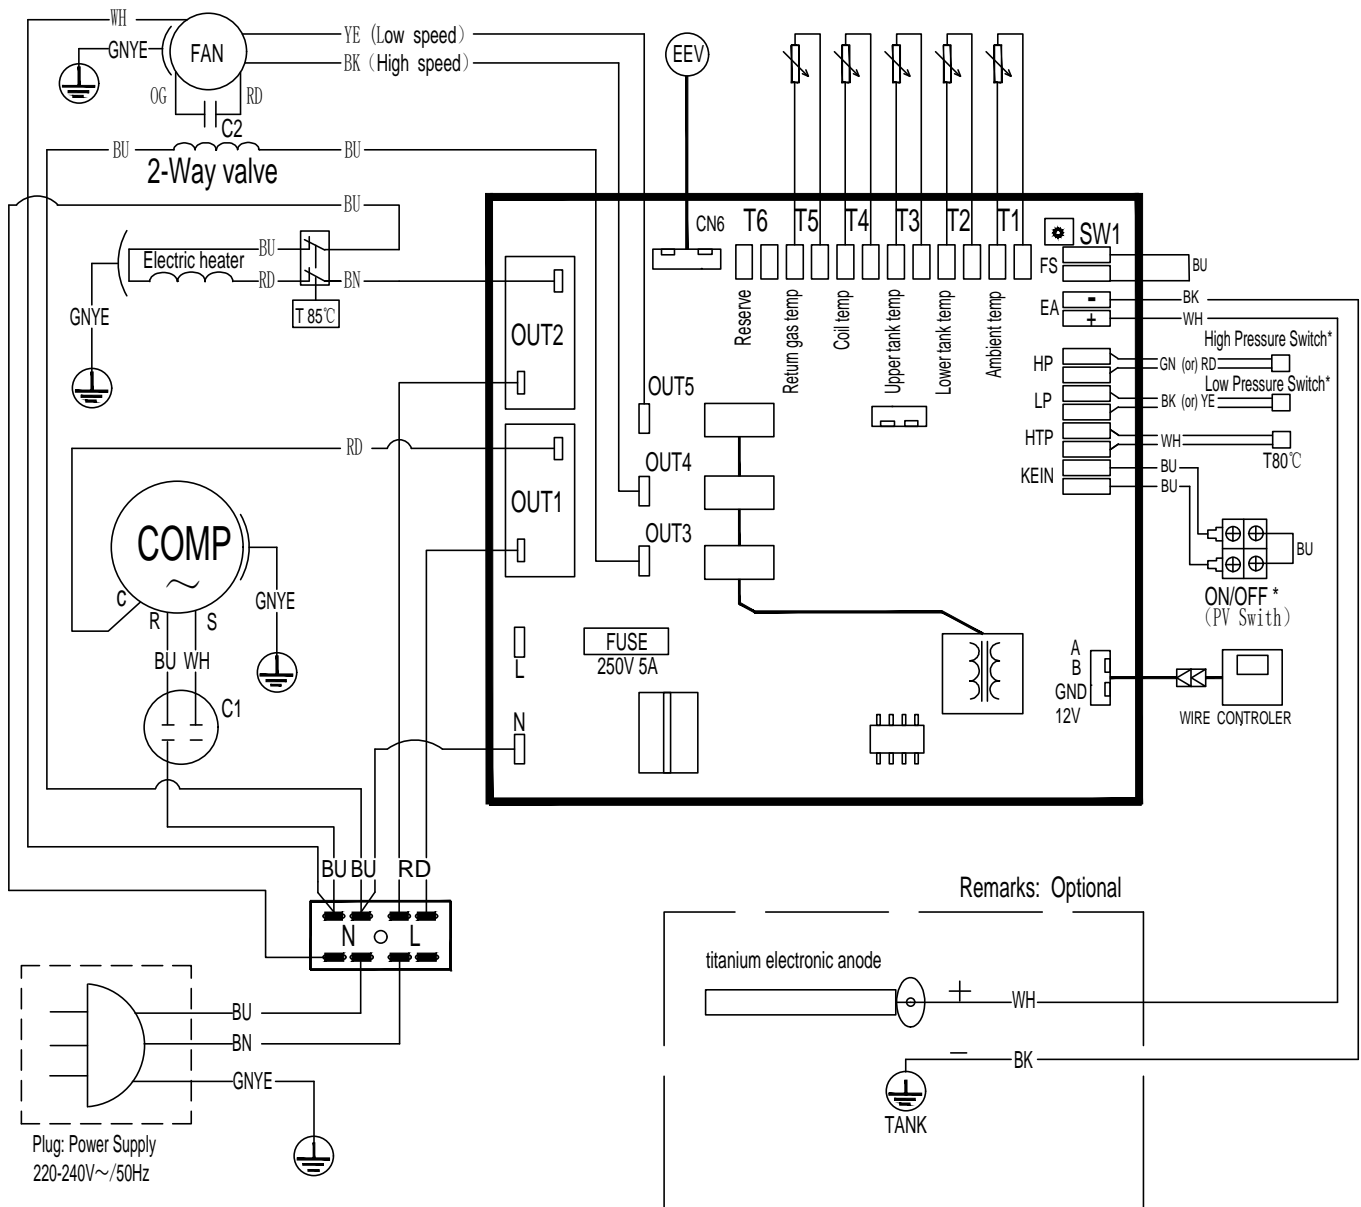 WH
FAN
GNYE
YE (Low speed)
BK (High speed)
OG
RD
C2
BU
BU
2-Way valve
EEV
BU
BU
Electric heater
RD
BN
T 85℃
GNYE
CN6
T6
T5
T4
T3
T2
T1
SW1
Reserve
Return gas temp
Coil temp
Upper tank temp
Lower tank temp
Ambient temp
FS
BU
EA
-
+
BK
WH
High Pressure Switch*
HP
GN (or) RD
Low Pressure Switch*
LP
BK (or) YE
HTP
WH
T80℃
KEIN
BU
BU
BU
ON/OFF *
(PV Swith)
OUT2
OUT5
OUT4
OUT3
OUT1
RD
COMP
~
C
R
S
GNYE
BU
WH
C1
L
N
FUSE
250V 5A
A
B
GND
12V
WIRE CONTROLER
BU
BU
RD
N
L
BU
BN
GNYE
Plug: Power Supply
220-240V～/50Hz
Remarks: Optional
titanium electronic anode
+
WH
-
BK
TANK